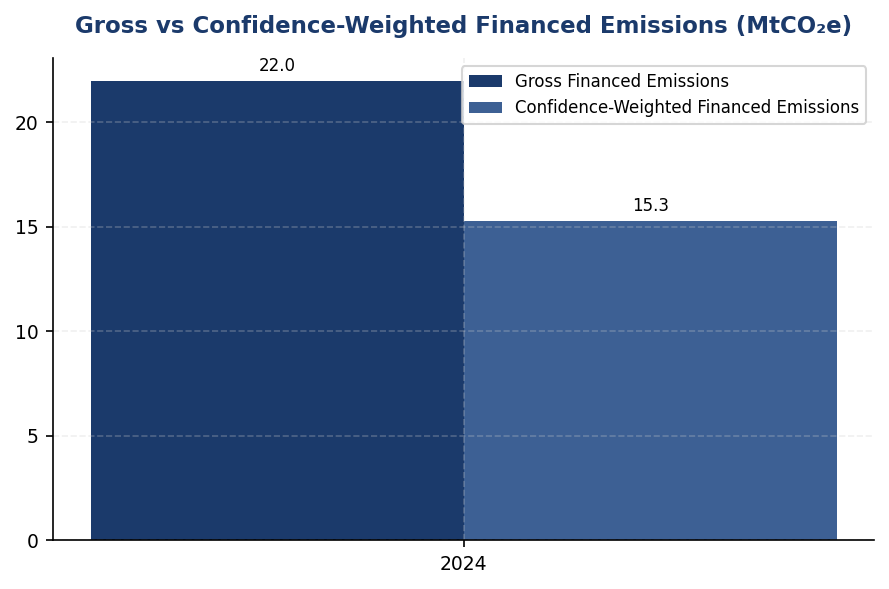 Gross vs Confidence-Weighted Financed Emissions (MtCO₂e)
22.0
Gross Financed Emissions
Confidence-Weighted Financed Emissions
20
15.3
15
10
5
0
2024